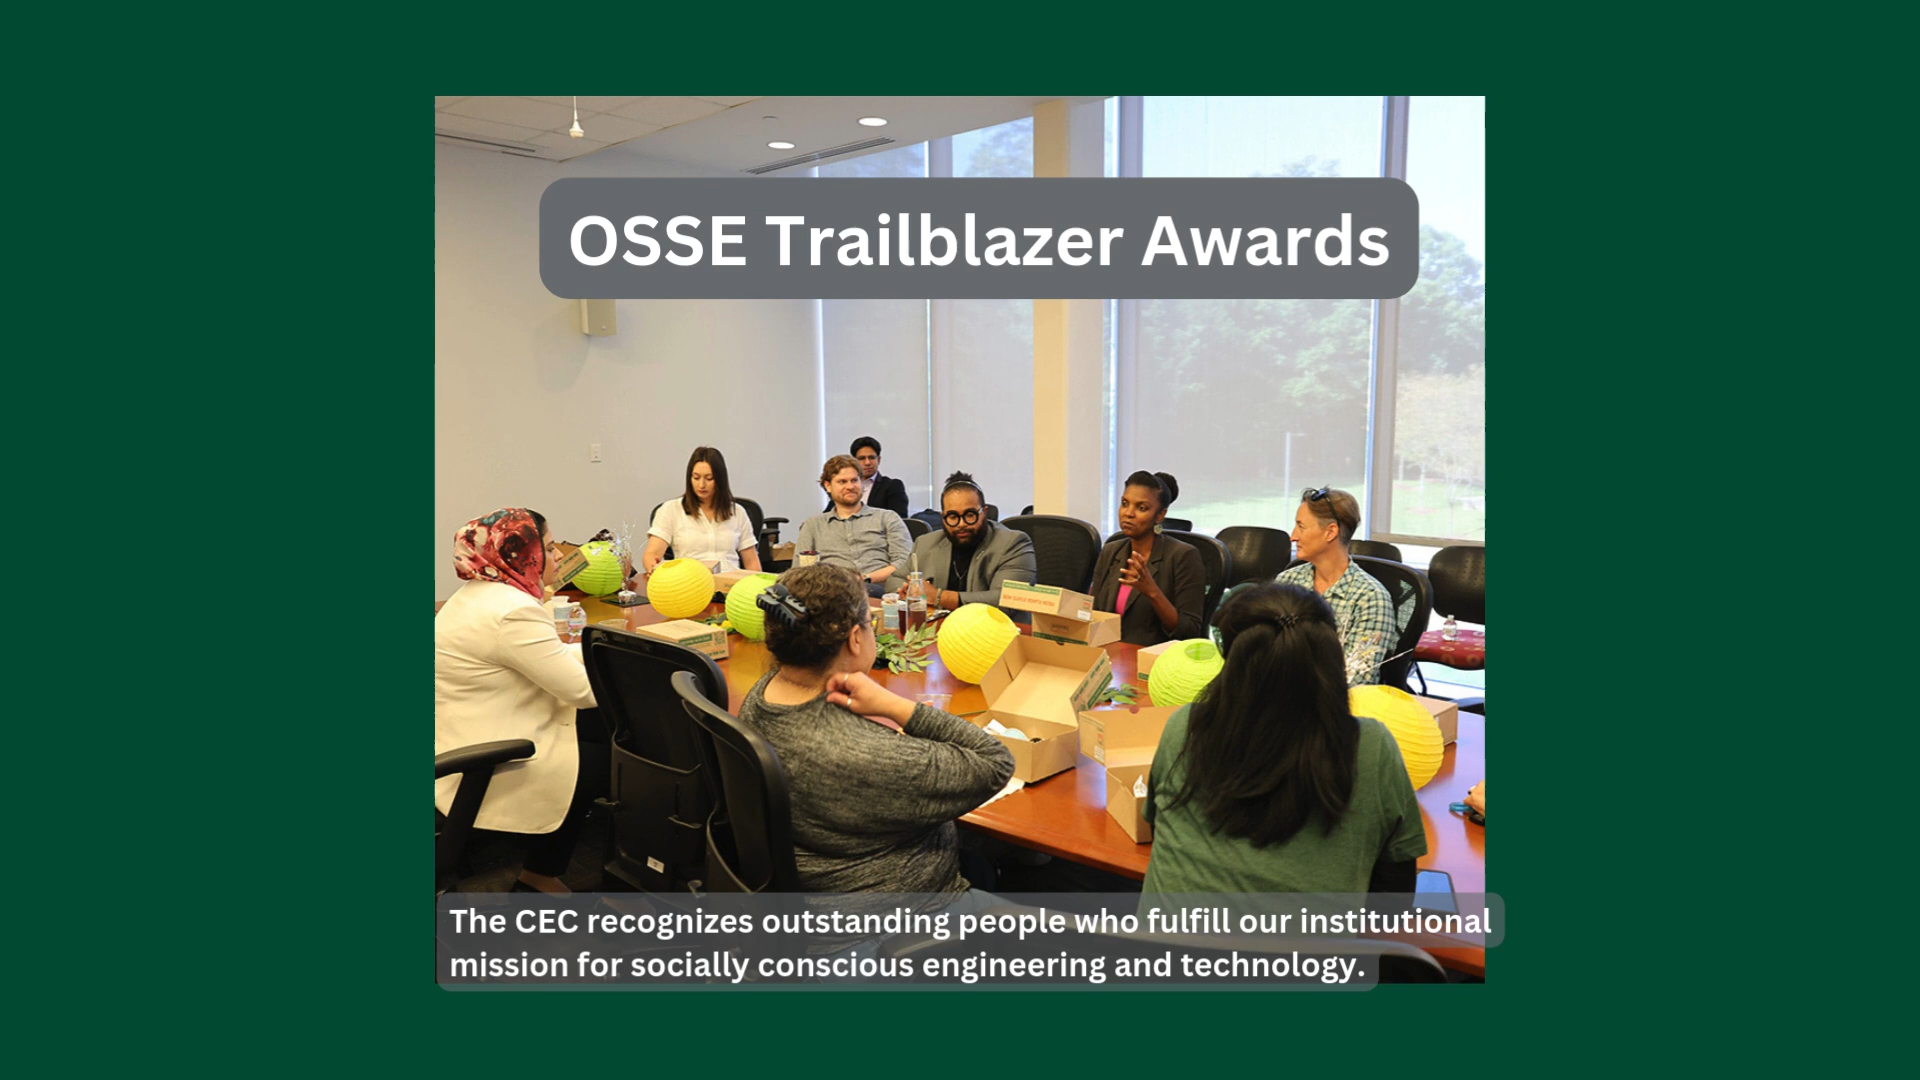 OSSE Trailblazer Awards
The CEC recognizes outstanding people who fulfill our institutional
mission for socially conscious engineering and technology.